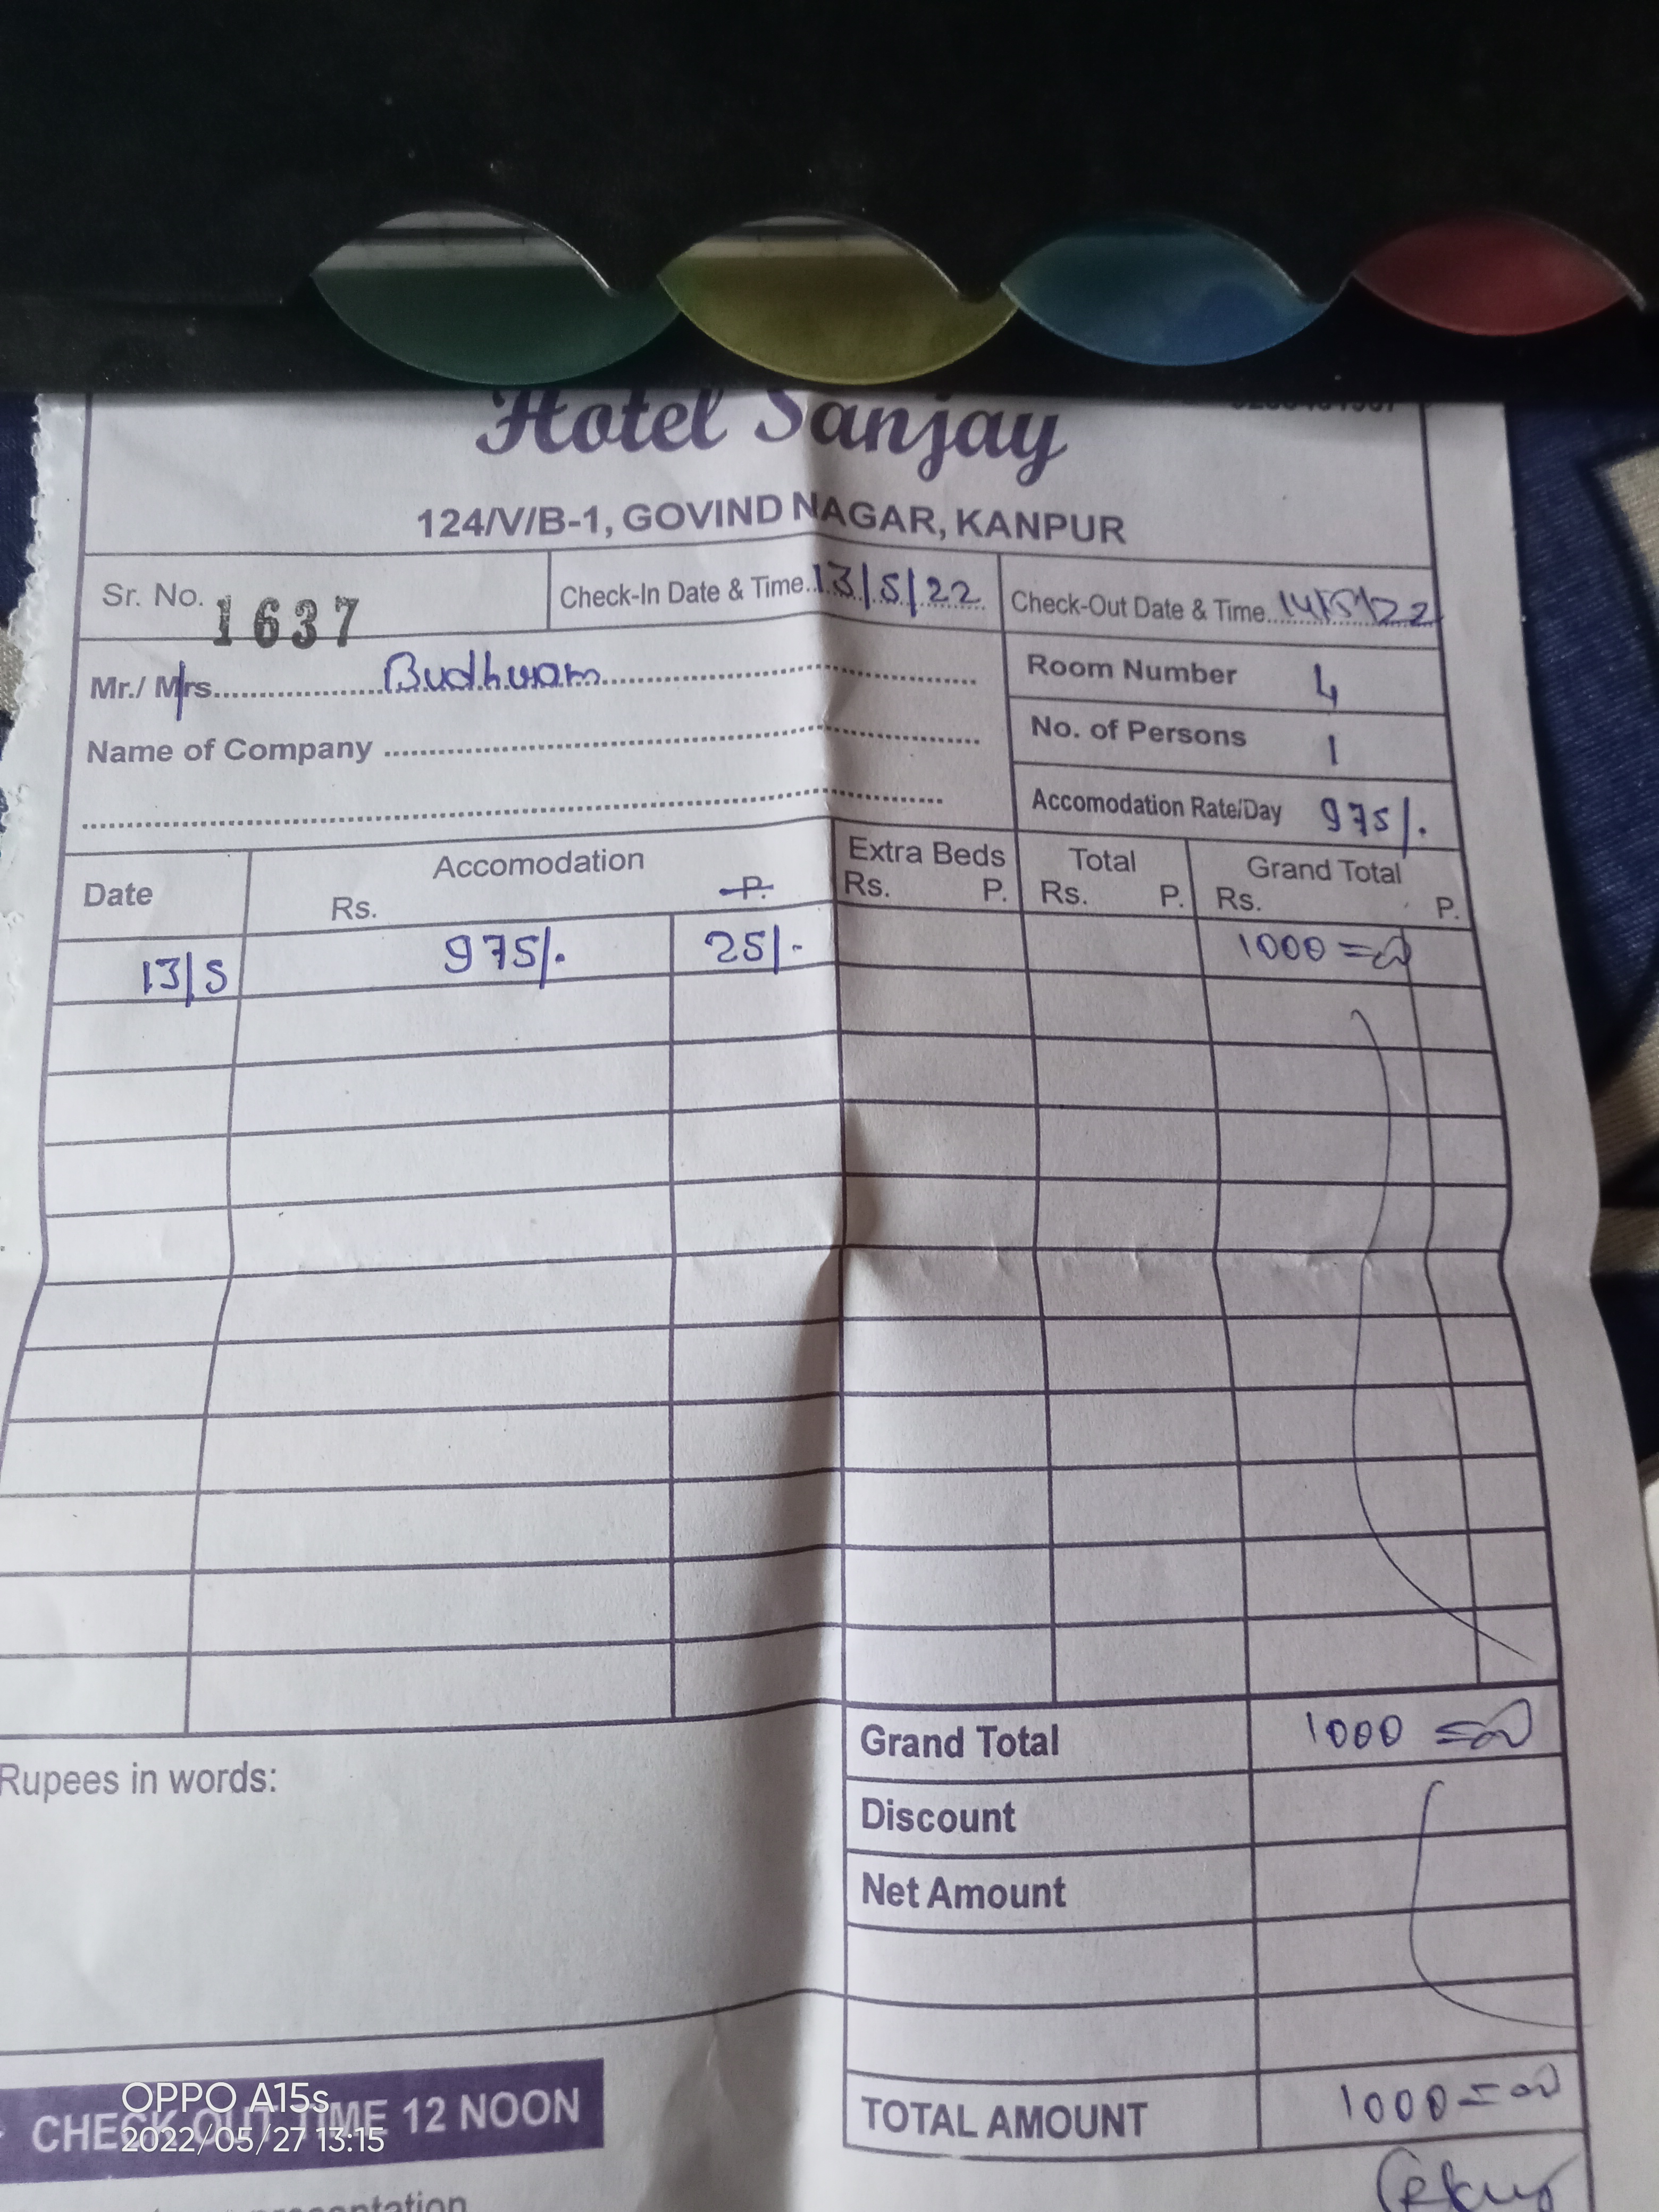 Hotel Sanjay
124/V/B-1, GOVIND NAGAR, KANPUR
Sr. No. 1637
Check-In Date & Time..13/5/22
Check-Out Date & Time...14/5/22
Mr./ Mrs.................Budhwam
Room Number 4
Name of Company
No. of Persons 1
Accomodation Rate/Day 975/.
Date Accomodation Rs. P. Extra Beds Rs. P. Total Rs. P. Grand Total Rs. P.
13/5 975/. 25/- 1000=00
Grand Total 1000=00
Rupees in words:
Discount
Net Amount
TOTAL AMOUNT 1000=00
CHECK OUT TIME 12 NOON
OPPO A15s
2022/05/27 13:15